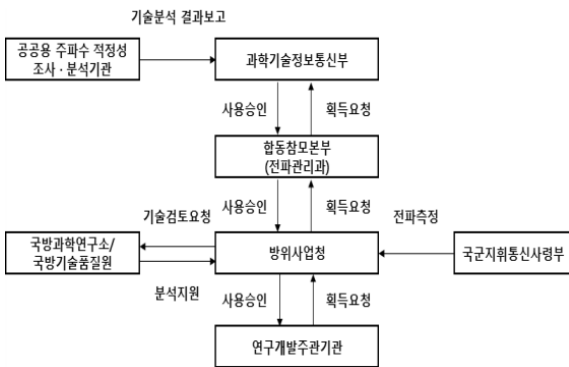 기술분석 결과보고
공공용 주파수 적정성
조사 · 분석기관
과학기술정보통신부
사용승인
획득요청
합동참모본부
(전파관리과)
기술검토요청
사용승인
획득요청
전파측정
국방과학연구소/
국방기술품질원
방위사업청
국군지휘통신사령부
분석지원
사용승인
획득요청
연구개발주관기관